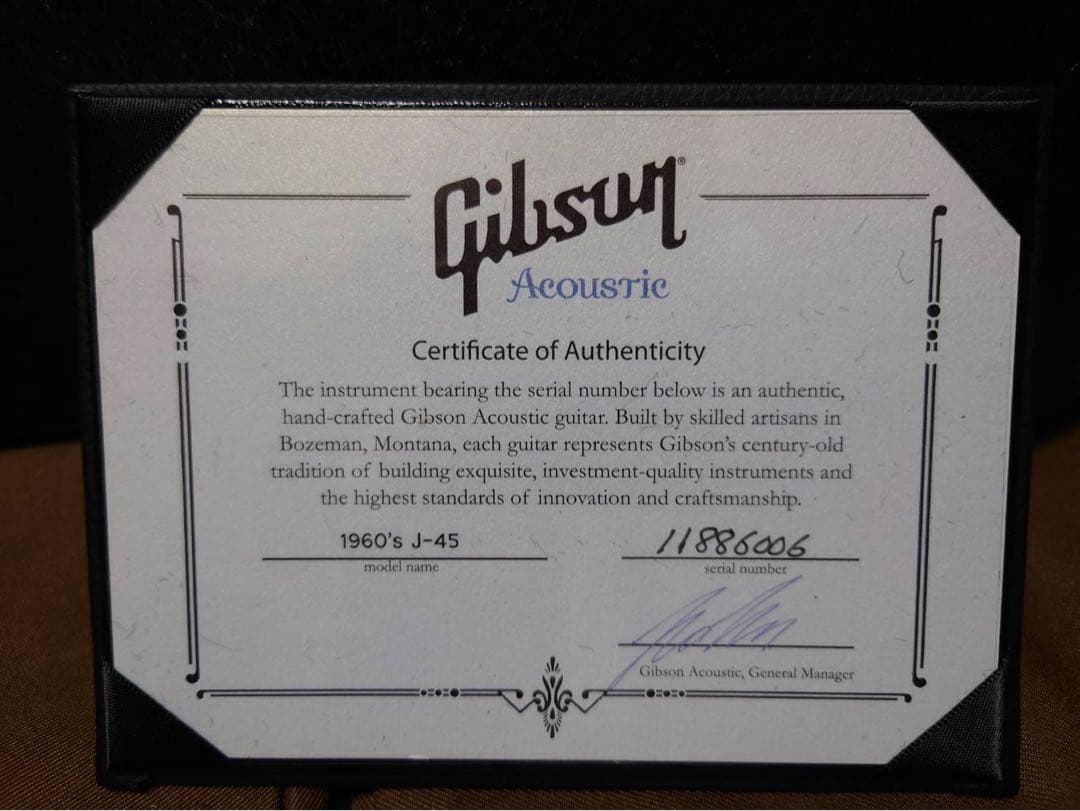 Gibson®
Acoustic
Certificate of Authenticity
The instrument bearing the serial number below is an authentic,
hand-crafted Gibson Acoustic guitar. Built by skilled artisans in
Bozeman, Montana, each guitar represents Gibson's century-old
tradition of building exquisite, investment-quality instruments and
the highest standards of innovation and craftsmanship.
1960's J-45 11886006
model name serial number
Gibson Acoustic, General Manager